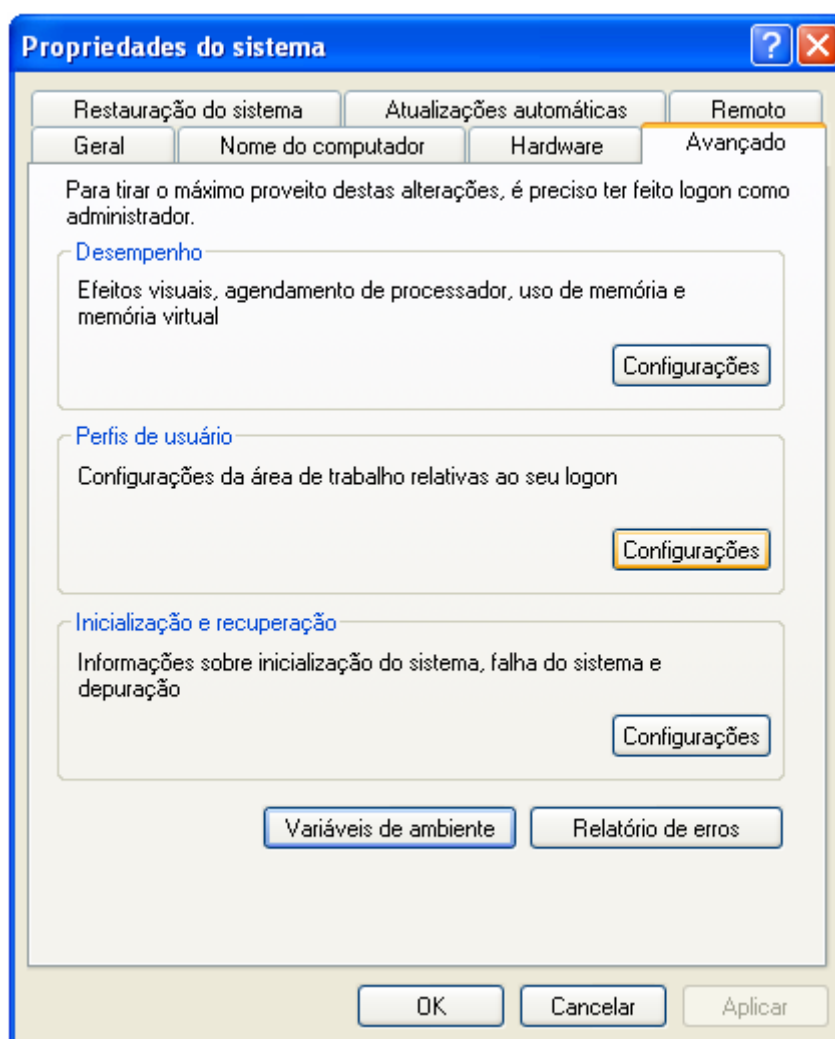 Propriedades do sistema
Restauração do sistema
Atualizações automáticas
Remoto
Geral
Nome do computador
Hardware
Avançado
Para tirar o máximo proveito destas alterações, é preciso ter feito logon como
administrador.
Desempenho
Efeitos visuais, agendamento de processador, uso de memória e
memória virtual
Configurações
Perfis de usuário
Configurações da área de trabalho relativas ao seu logon
Configurações
Inicialização e recuperação
Informações sobre inicialização do sistema, falha do sistema e
depuração
Configurações
Variáveis de ambiente
Relatório de erros
OK
Cancelar
Aplicar